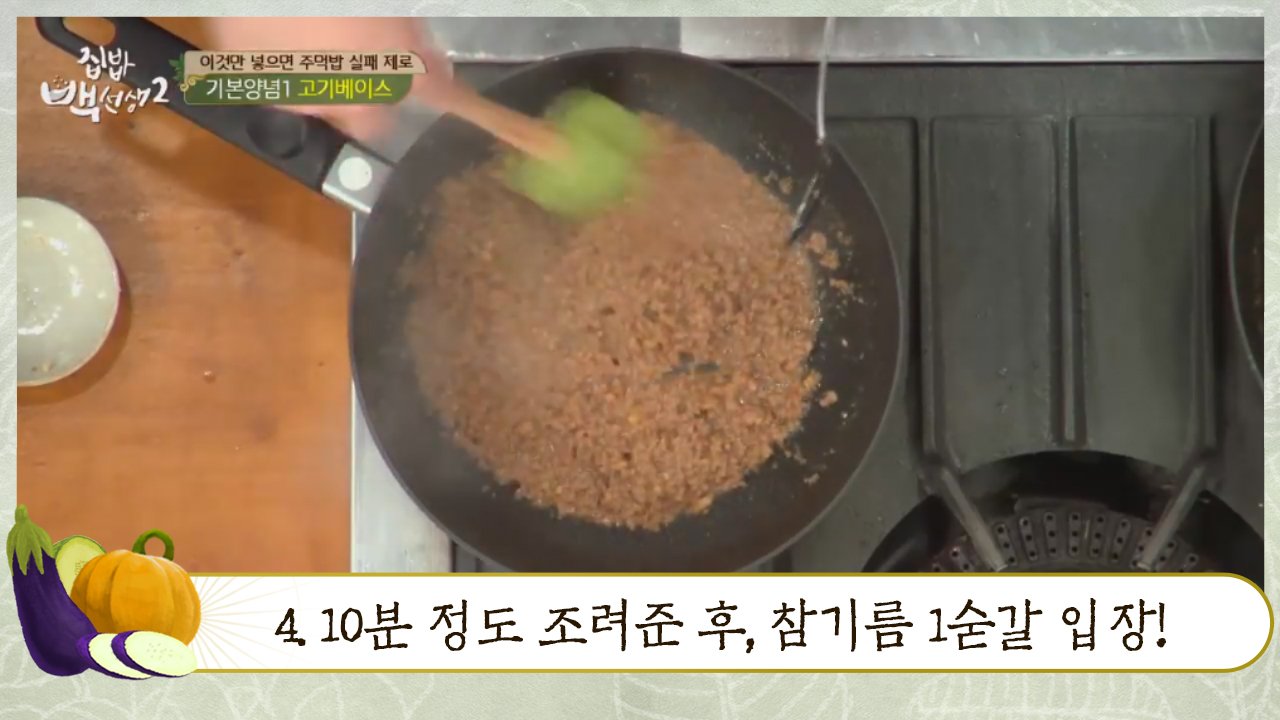 집밥
백선생2
이것만 넣으면 주먹밥 실패 제로
기본양념1 고기베이스
4. 10분 정도 조려준 후, 참기름 1숟갈 입장!